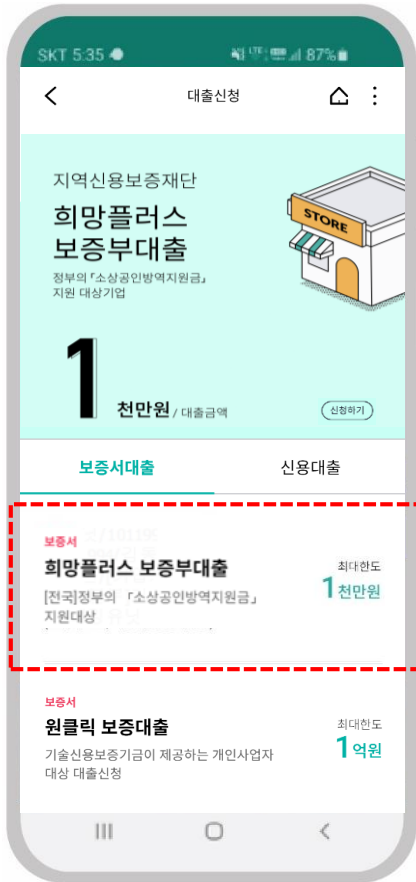 SKT 5:35 87%
대출신청
지역신용보증재단
희망플러스
보증부대출
정부의 「소상공인방역지원금」
지원 대상기업
STORE
1천만원 / 대출금액
신청하기
보증서대출 신용대출
보증서
희망플러스 보증부대출
[전국]정부의 「소상공인방역지원금」
지원대상
최대한도
1천만원
보증서
원클릭 보증대출
기술신용보증기금이 제공하는 개인사업자
대상 대출신청
최대한도
1억원